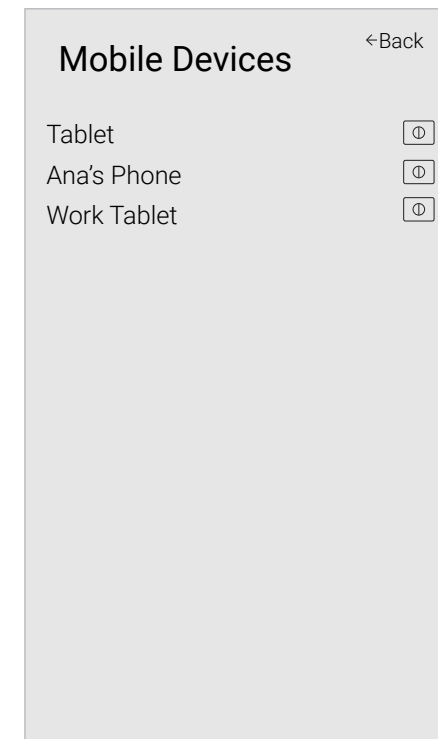 ←Back
Mobile Devices
Tablet
Ana’s Phone
Work Tablet